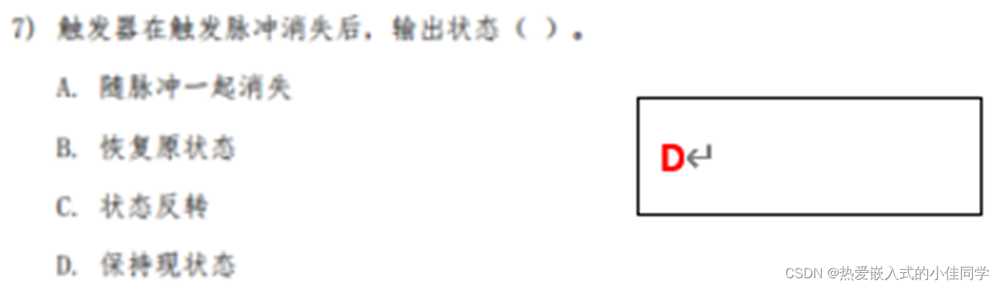 7) 触发器在触发脉冲消失后，输出状态（ ）。
A. 随脉冲一起消失
B. 恢复原状态
C. 状态反转
D. 保持现状态
D↵
CSDN @热爱嵌入式的小佳同学